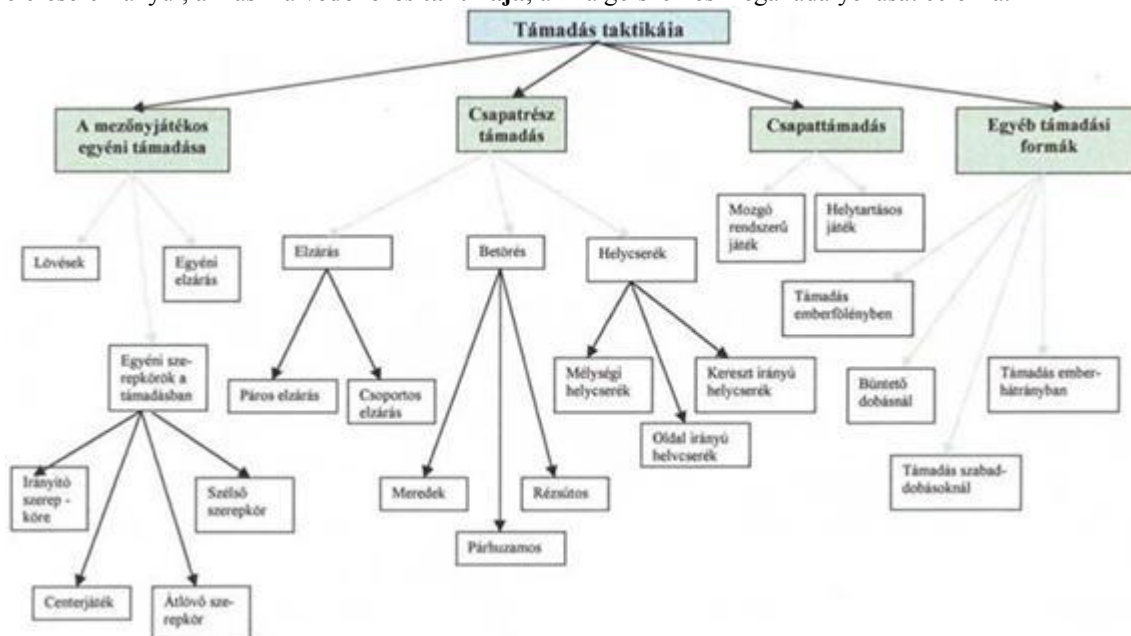 Támadás taktikája
A mezőnyjátékos
egyéni támadása
Csapatrész
támadás
Csapattámadás
Egyéb támadási
formák
Lövések
Egyéni
elzárás
Elzárás
Betörés
Helycserék
Mozgó
rendszerű
játék
Helytartásos
játék
Támadás
emberfölényben
Egyéni sze-
repkörök a
támadásban
Páros elzárás
Csoportos
elzárás
Mélységi
helycserék
Kereszt irányú
helycserék
Büntető
dobásnál
Támadás ember-
hátrányban
Oldal irányú
helycserék
Irányító
szerep -
köre
Szélső
szerepkör
Meredek
Rézsútos
Támadás szabad-
dobásoknál
Párhuzamos
Centerjáték
Átlövő sze-
repkör